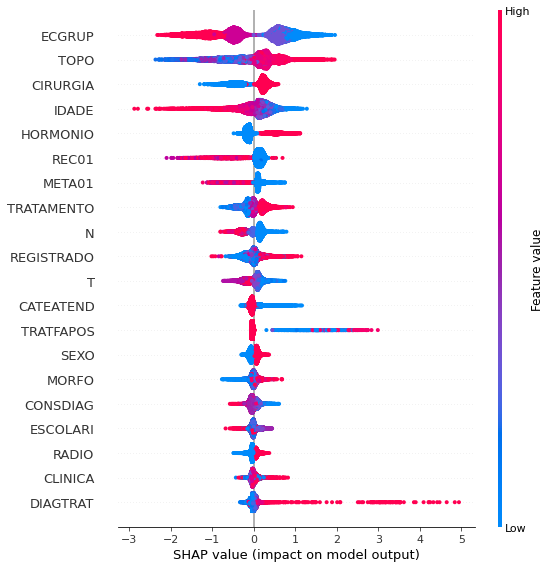 High
ECGRUP
TOPO
CIRURGIA
IDADE
HORMONIO
REC01
META01
TRATAMENTO
N
REGISTRADO
T
CATEATEND
TRATFAPOS
SEXO
MORFO
CONSDIAG
ESCOLARI
RADIO
CLINICA
DIAGTRAT
Feature value
Low
−3 −2 −1 0 1 2 3 4 5
SHAP value (impact on model output)